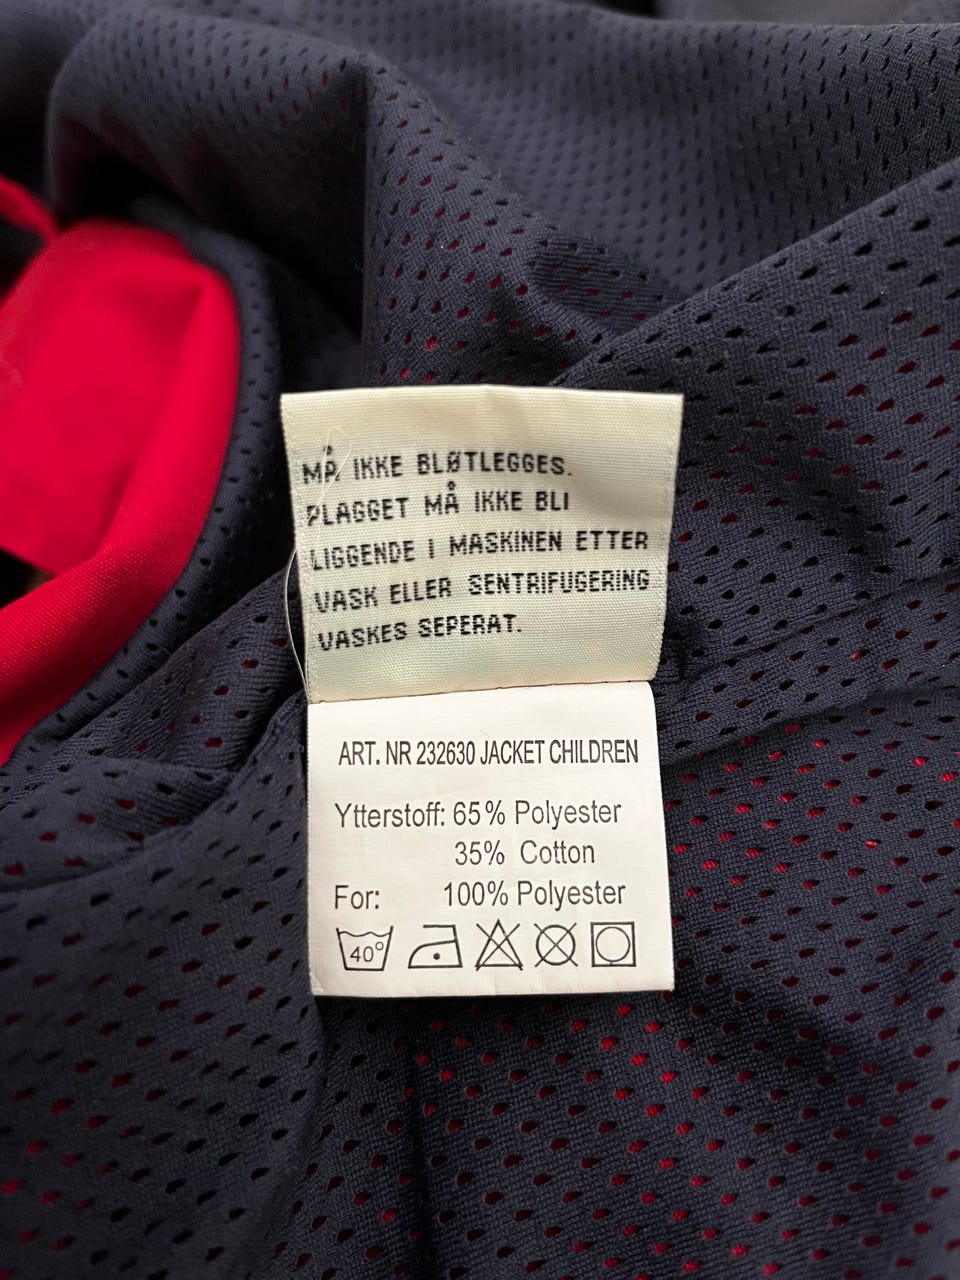 MÅ IKKE BLØTLEGGES.
PLAGGET MÅ IKKE BLI
LIGGENDE I MASKINEN ETTER
VASK ELLER SENTRIFUGERING
VASKES SEPERAT.
ART. NR 232630 JACKET CHILDREN
Ytterstoff: 65% Polyester
35% Cotton
For: 100% Polyester
40°